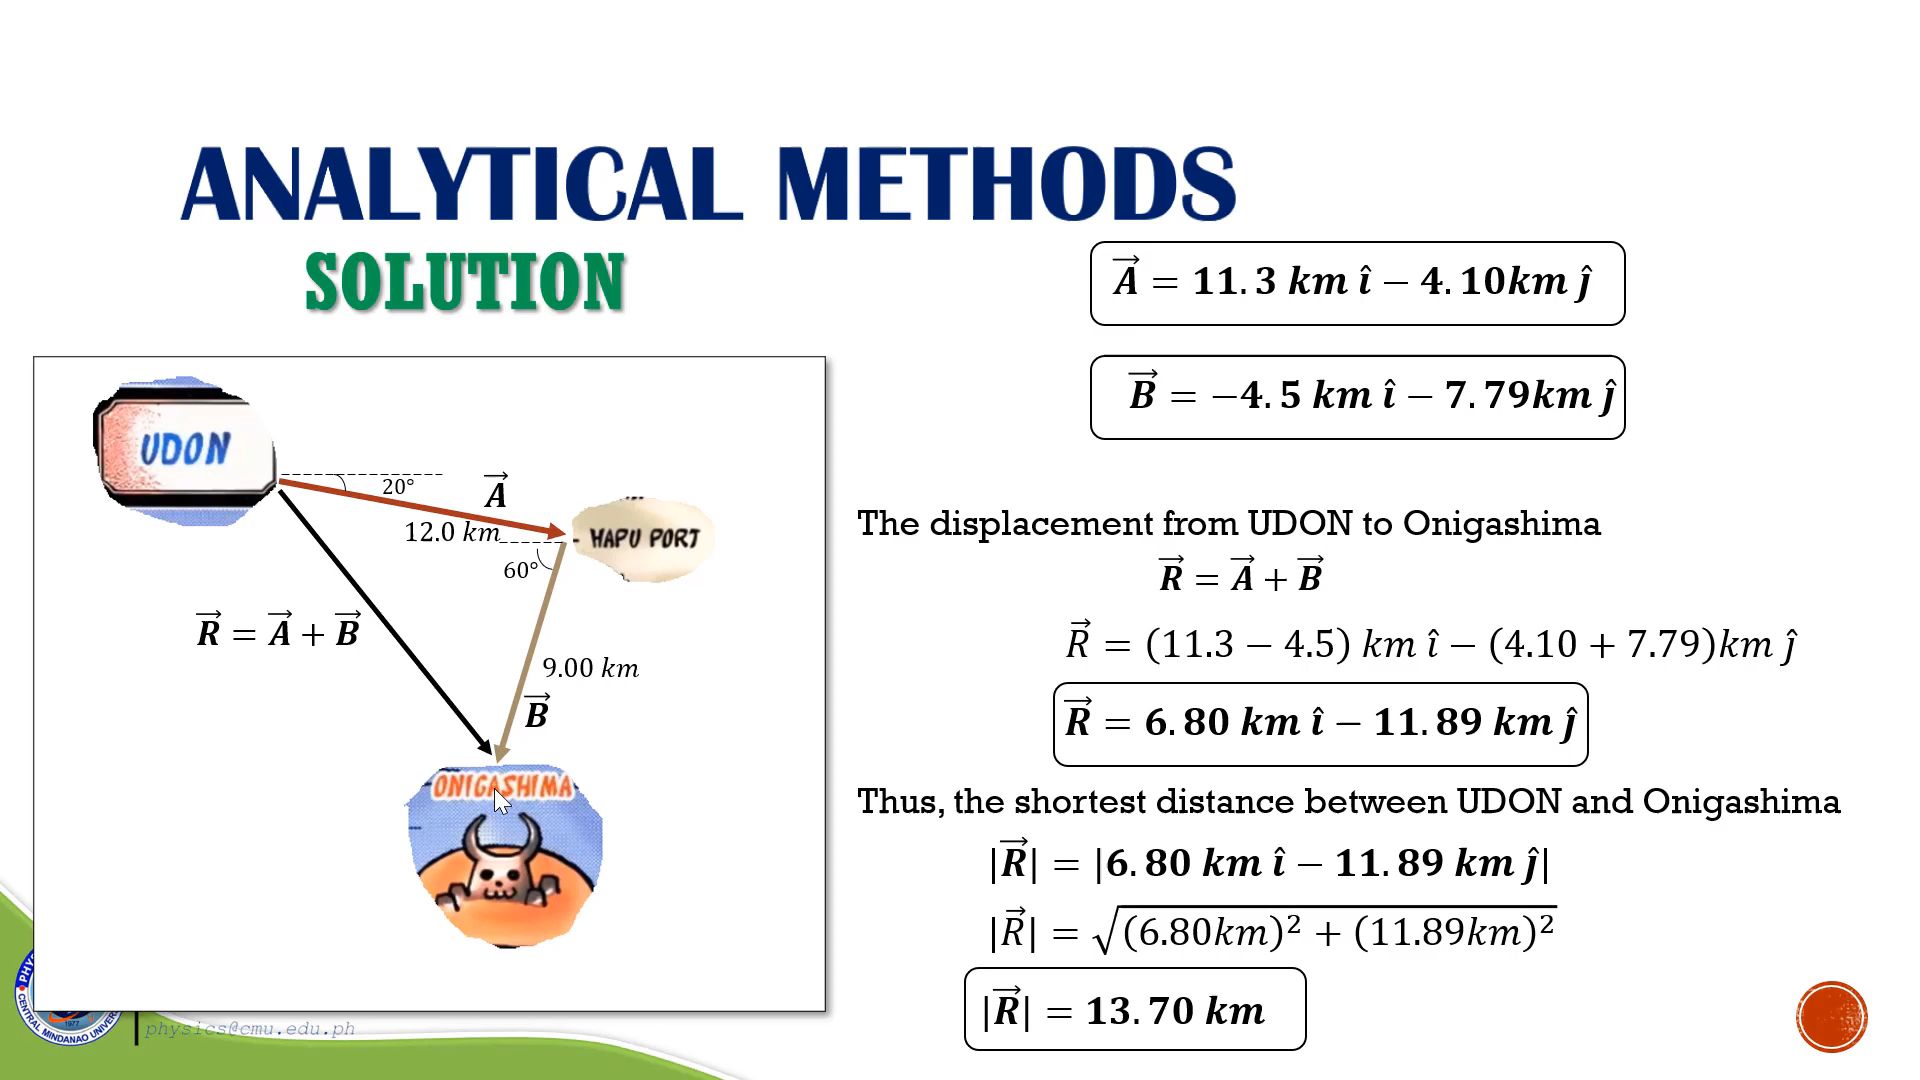 ANALYTICAL METHODS
SOLUTION
A⃗ = 11.3 km î − 4.10km ĵ
B⃗ = −4.5 km î − 7.79km ĵ
UDON
20°
A⃗
12.0 km
- HAPU PORT
60°
R⃗ = A⃗ + B⃗
9.00 km
B⃗
ONIGASHIMA
The displacement from UDON to Onigashima
R⃗ = A⃗ + B⃗
R⃗ = (11.3 − 4.5) km î − (4.10 + 7.79)km ĵ
R⃗ = 6.80 km î − 11.89 km ĵ
Thus, the shortest distance between UDON and Onigashima
|R⃗| = |6.80 km î − 11.89 km ĵ|
|R⃗| = √(6.80km)² + (11.89km)²
|R⃗| = 13.70 km
CENTRAL MINDANAO
1977
physics@cmu.edu.ph